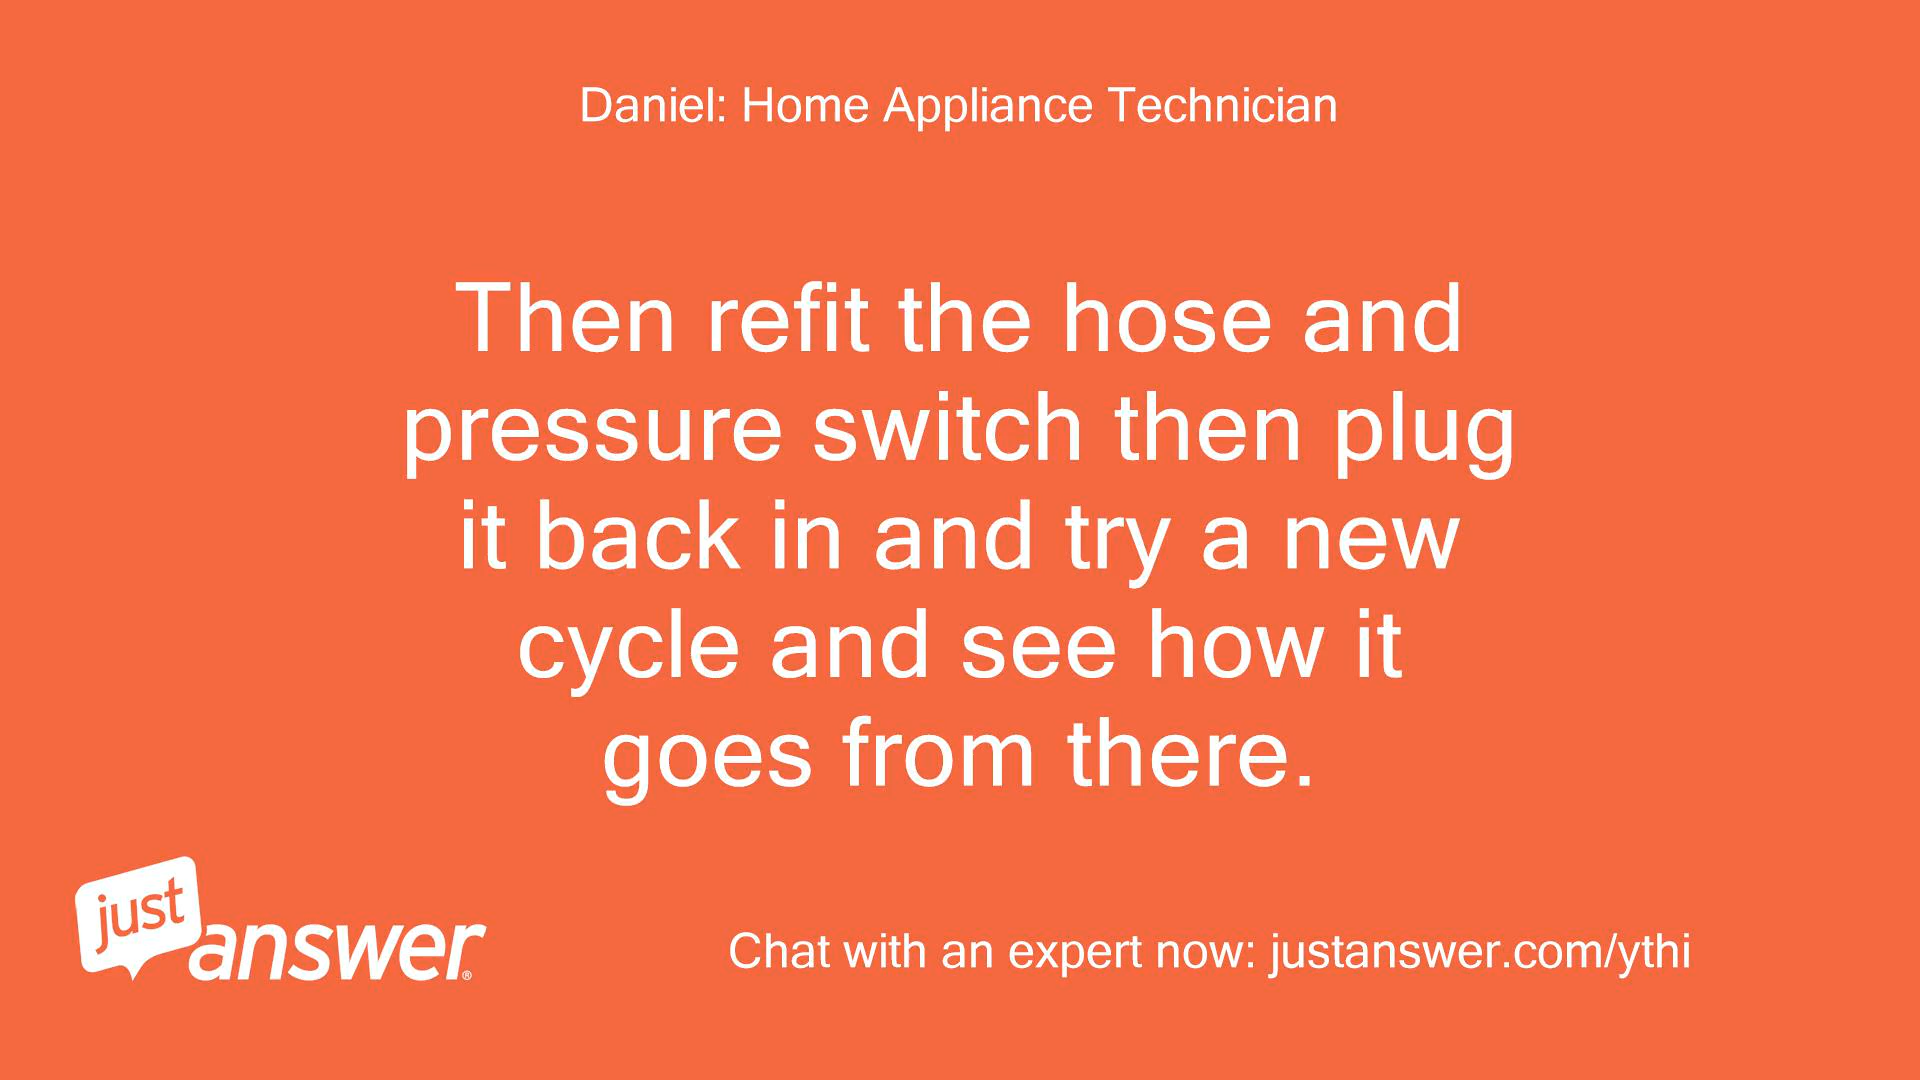 Daniel: Home Appliance Technician
Then refit the hose and
pressure switch then plug
it back in and try a new
cycle and see how it
goes from there.
just
answer®
Chat with an expert now: justanswer.com/ythi